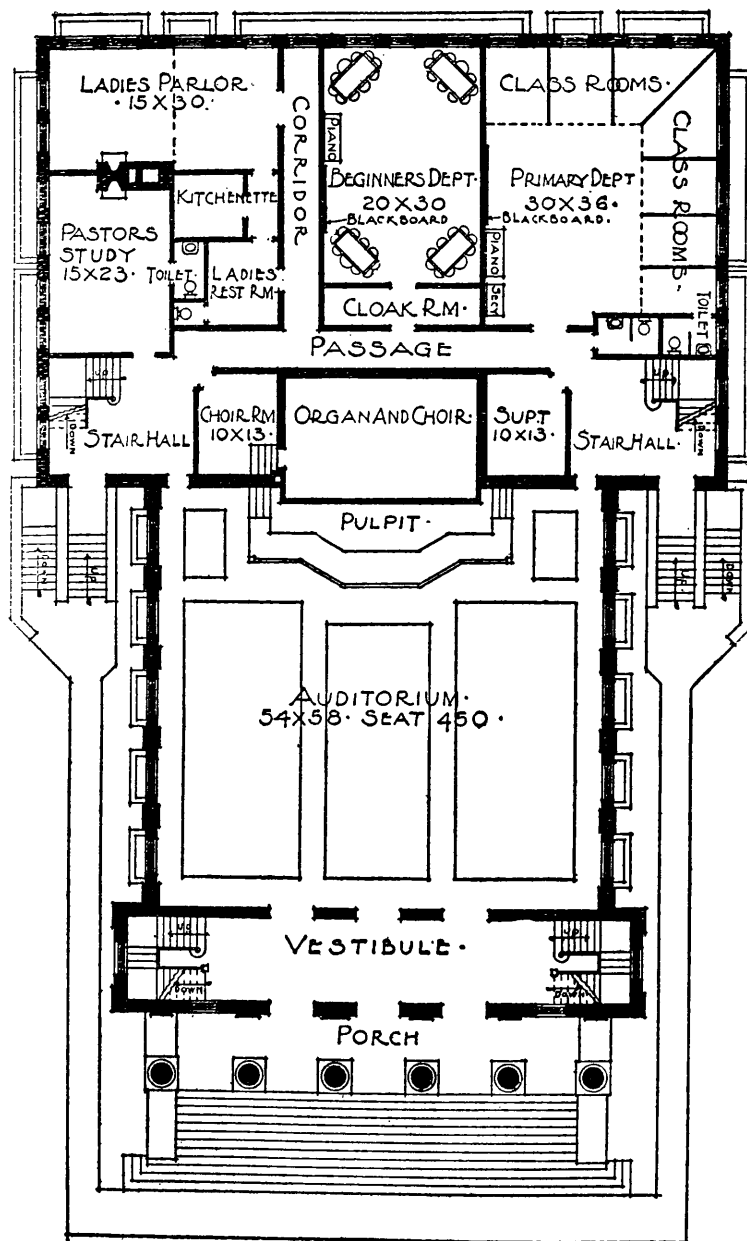 LADIES PARLOR·
·15X30·
CORRIDOR
PIANO
BEGINNERS DEPT·
20X30
BLACKBOARD
CLASS ROOMS·
CLASS ROOMS·
PRIMARY DEPT
30X36·
BLACKBOARD·
PIANO
SECY
KITCHENETTE
PASTORS
STUDY
15X23·
TOILET·
LADIES
REST RM·
CLOAK RM·
TOILET
PASSAGE
UP
DOWN
STAIR HALL
CHOIR RM
10X13·
ORGAN AND CHOIR·
SUPT
10X13·
UP
DOWN
STAIR HALL·
PULPIT·
DOWN
UP
UP·
DOWN
AUDITORIUM·
54X58· SEAT 450·
UP
DOWN
VESTIBULE·
UP
DOWN
PORCH